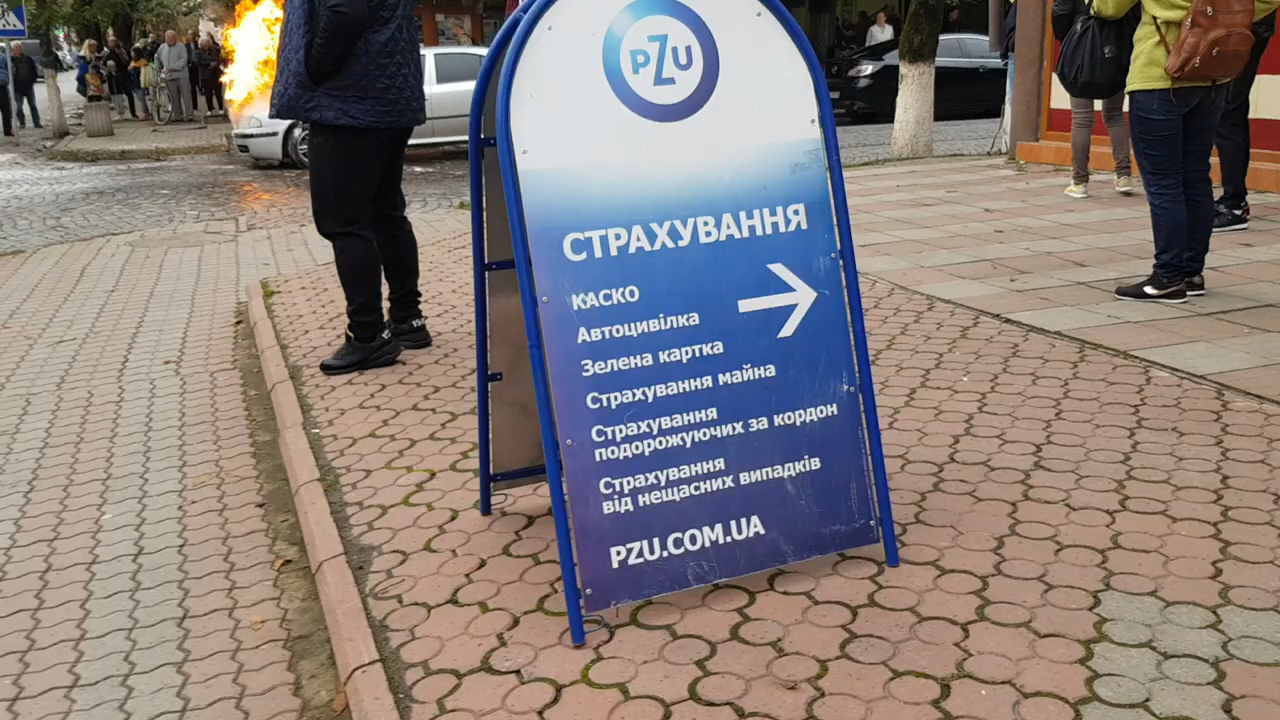 PZU
СТРАХУВАННЯ
КАСКО
Автоцивілка
Зелена картка
Страхування майна
Страхування
подорожуючих за кордон
Страхування
від нещасних випадків
PZU.COM.UA